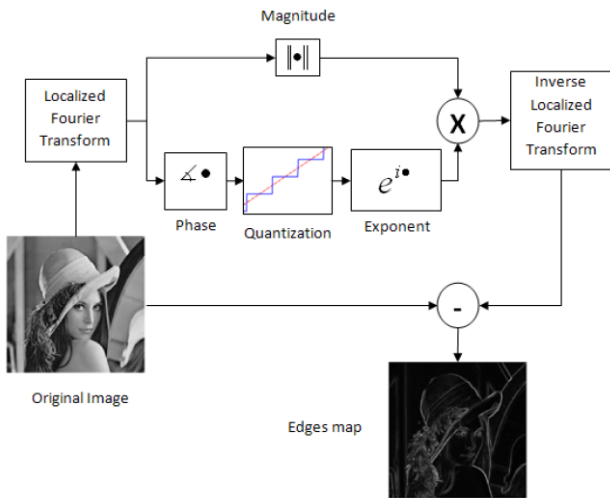 Magnitude
‖•‖
Localized
Fourier
Transform
X
Inverse
Localized
Fourier
Transform
∡•
e^{i•}
Phase
Quantization
Exponent
-
Original Image
Edges map